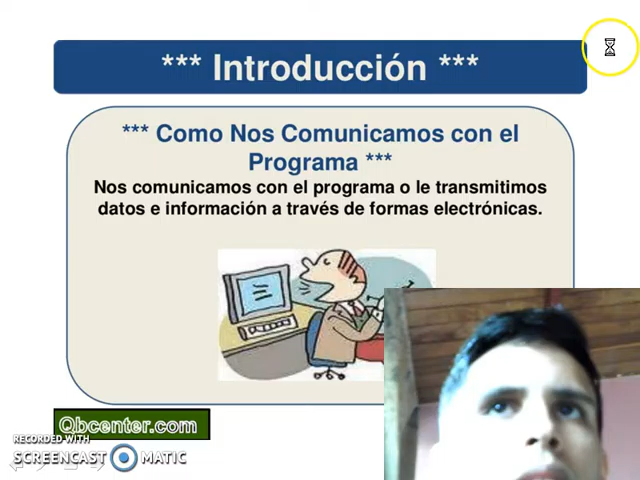 *** Introducción ***
*** Como Nos Comunicamos con el
Programa ***
Nos comunicamos con el programa o le transmitimos
datos e información a través de formas electrónicas.
Qbcenter.com
RECORDED WITH
SCREENCAST MATIC